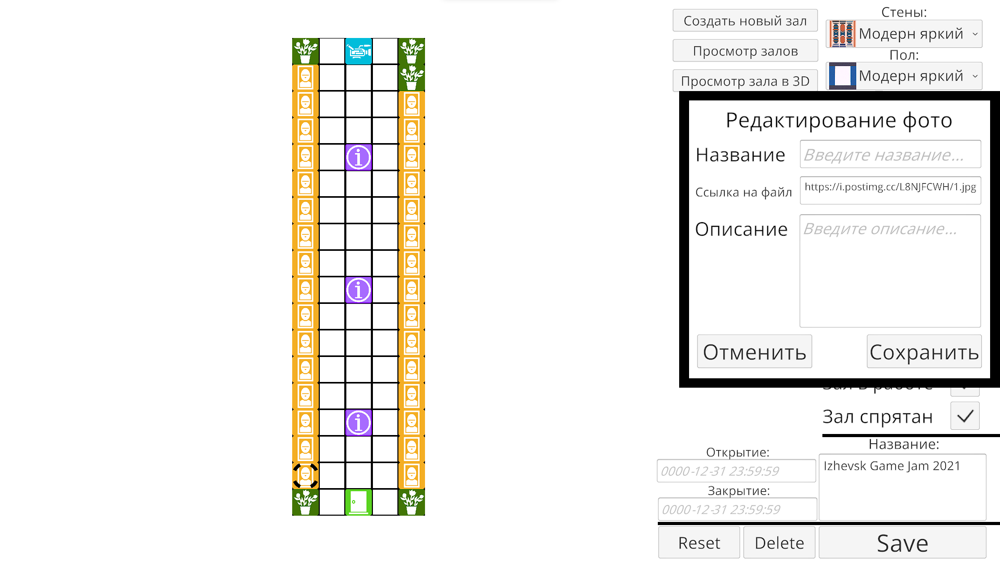 Создать новый зал
Просмотр залов
Просмотр зала в 3D
Стены:
Модерн яркий
Пол:
Модерн яркий
Редактирование фото
Название
Введите название...
Ссылка на файл
https://i.postimg.cc/L8NJFCWH/1.jpg
Описание
Введите описание...
Отменить
Сохранить
Зал в работе
Зал спрятан
Открытие:
0000-12-31 23:59:59
Закрытие:
0000-12-31 23:59:59
Название:
Izhevsk Game Jam 2021
Reset
Delete
Save